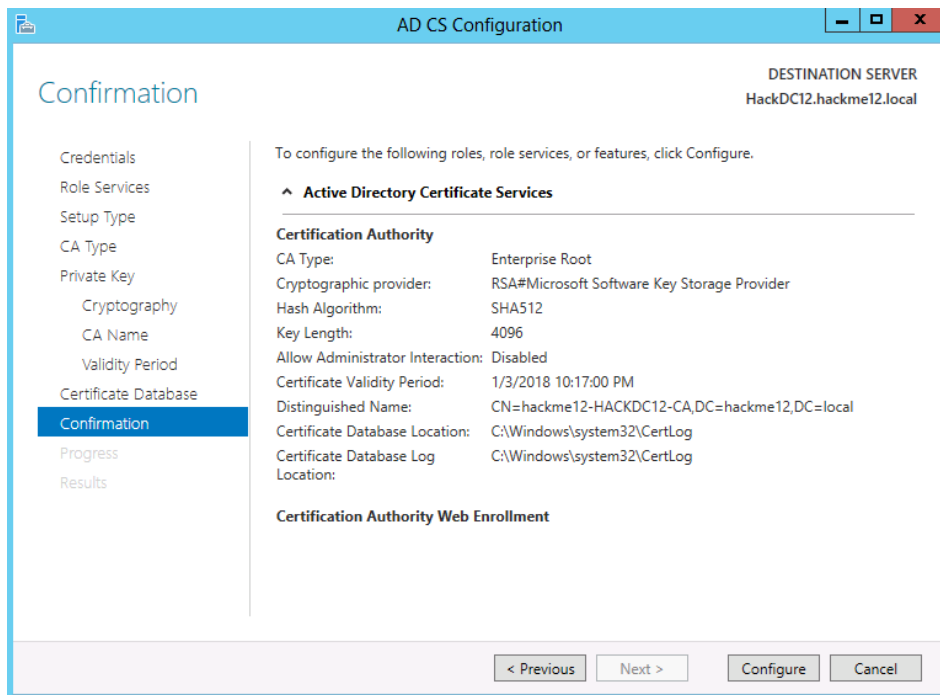 AD CS Configuration
Confirmation
DESTINATION SERVER
HackDC12.hackme12.local
Credentials
Role Services
Setup Type
CA Type
Private Key
Cryptography
CA Name
Validity Period
Certificate Database
Confirmation
Progress
Results
To configure the following roles, role services, or features, click Configure.
Active Directory Certificate Services
Certification Authority
CA Type: Enterprise Root
Cryptographic provider: RSA#Microsoft Software Key Storage Provider
Hash Algorithm: SHA512
Key Length: 4096
Allow Administrator Interaction: Disabled
Certificate Validity Period: 1/3/2018 10:17:00 PM
Distinguished Name: CN=hackme12-HACKDC12-CA,DC=hackme12,DC=local
Certificate Database Location: C:\Windows\system32\CertLog
Certificate Database Log C:\Windows\system32\CertLog
Location:
Certification Authority Web Enrollment
< Previous Next > Configure Cancel